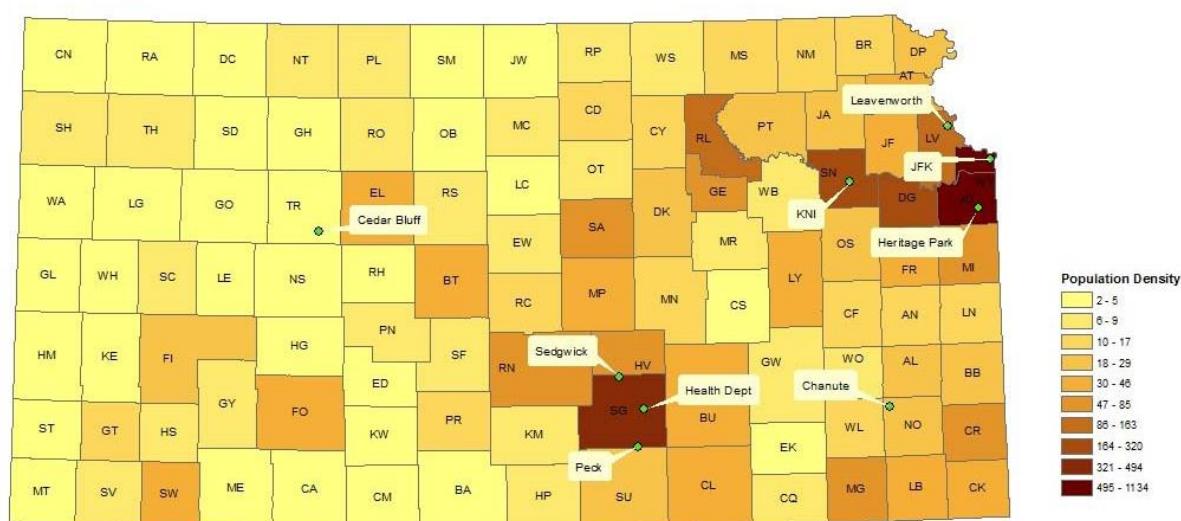 CN RA DC NT PL SM JW RP WS MS NM BR DP
AT
Leavenworth
SH TH SD GH RO OB MC CD CY RL PT JA JF LV
JFK
WA LG GO TR EL RS LC OT GE WB SN DG
Cedar Bluff
KNI
Heritage Park
EW SA DK MR OS
GL WH SC LE NS RH BT RC MP MN CS LY FR MI
HM KE FI HG PN SF CF AN LN
Sedgwick
RN HV GW WO AL BB
Health Dept
Chanute
GY ED SG BU
ST GT HS FO KW PR KM WL NO CR
Peck
EK
MT SV SW ME CA CM BA HP SU CL CQ MG LB CK
Population Density
2 - 5
6 - 9
10 - 17
18 - 29
30 - 46
47 - 85
86 - 163
164 - 320
321 - 494
495 - 1134